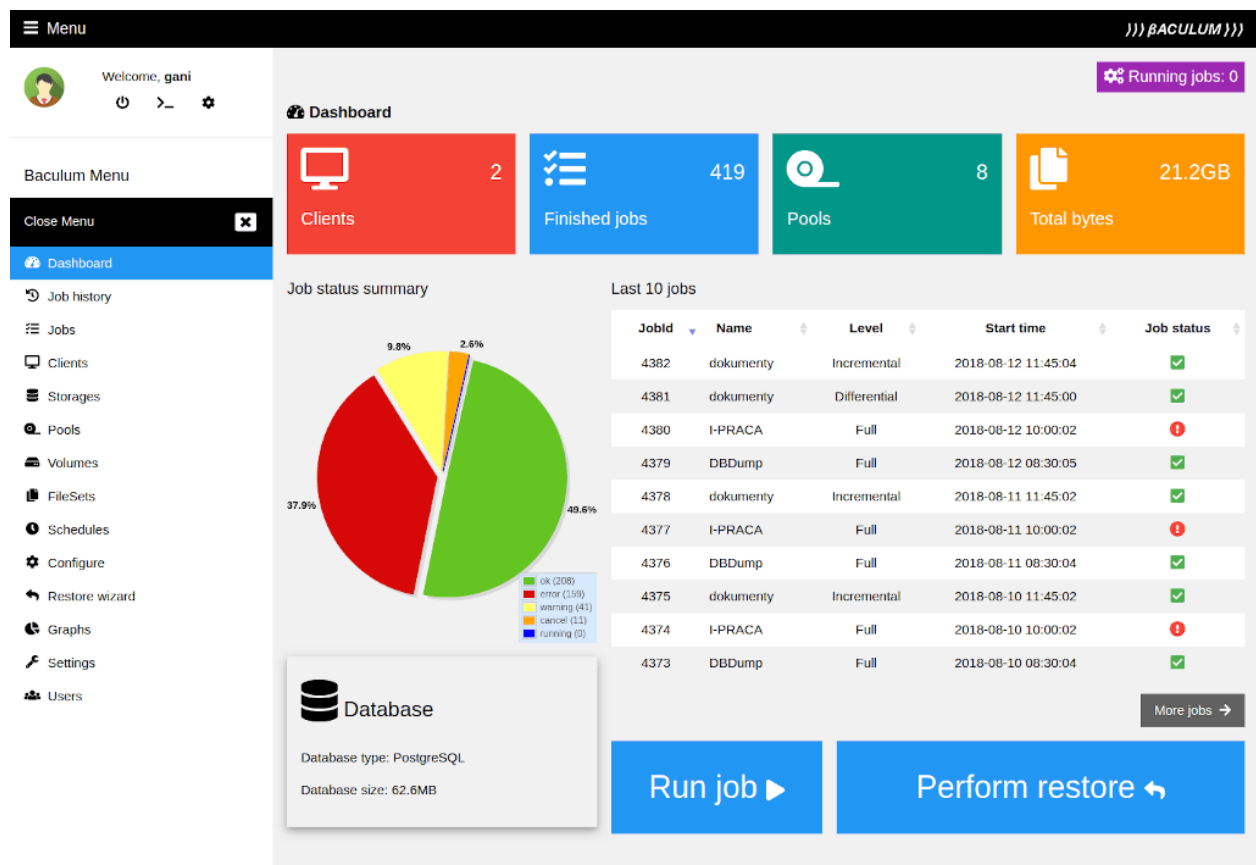 Menu
))) βACULUM )))
Welcome, gani
Running jobs: 0
Dashboard
Baculum Menu
Close Menu
Dashboard
Job history
Jobs
Clients
Storages
Pools
Volumes
FileSets
Schedules
Configure
Restore wizard
Graphs
Settings
Users
2
Clients
419
Finished jobs
8
Pools
21.2GB
Total bytes
Job status summary
9.8%
2.6%
37.9%
49.6%
ok (208)
error (159)
warning (41)
cancel (11)
running (0)
Database
Database type: PostgreSQL
Database size: 62.6MB
Last 10 jobs
JobId Name Level Start time Job status
4382 dokumenty Incremental 2018-08-12 11:45:04
4381 dokumenty Differential 2018-08-12 11:45:00
4380 I-PRACA Full 2018-08-12 10:00:02
4379 DBDump Full 2018-08-12 08:30:05
4378 dokumenty Incremental 2018-08-11 11:45:02
4377 I-PRACA Full 2018-08-11 10:00:02
4376 DBDump Full 2018-08-11 08:30:04
4375 dokumenty Incremental 2018-08-10 11:45:02
4374 I-PRACA Full 2018-08-10 10:00:02
4373 DBDump Full 2018-08-10 08:30:04
More jobs
Run job
Perform restore